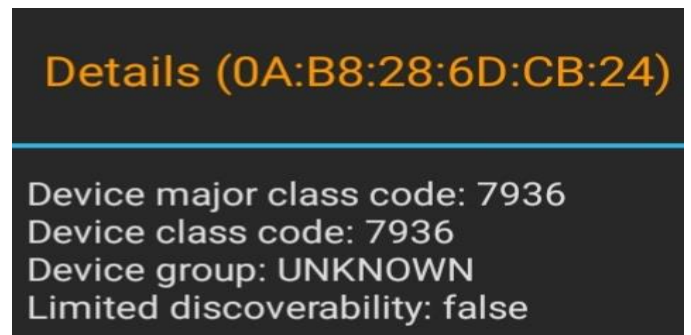 Details (0A:B8:28:6D:CB:24)
Device major class code: 7936
Device class code: 7936
Device group: UNKNOWN
Limited discoverability: false